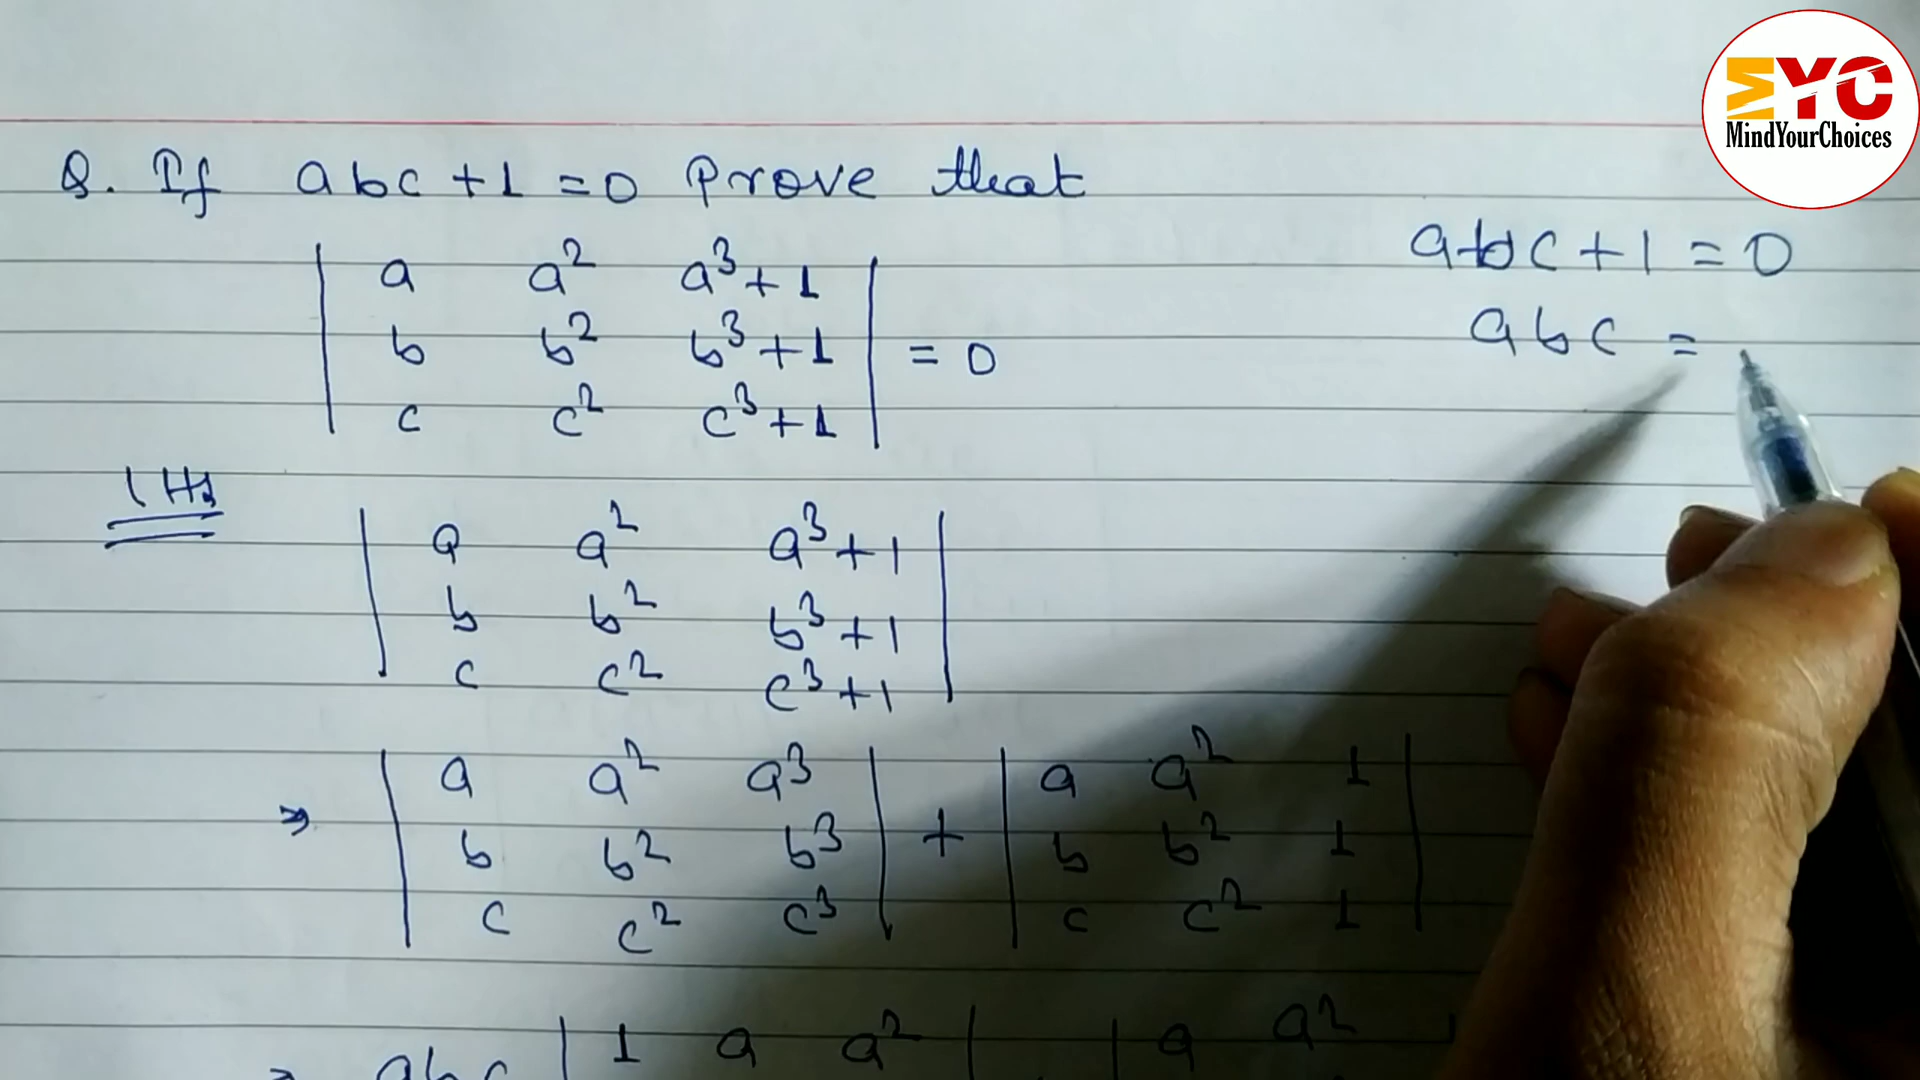 MYC
MindYourChoices
Q. If abc + 1 = 0 Prove that
| a a² a³+1 |
| b b² b³+1 | = 0
| c c² c³+1 |
abc + 1 = 0
abc =
LHS
| a a² a³+1 |
| b b² b³+1 |
| c c² c³+1 |
⇒ | a a² a³ | + | a a² 1 |
| b b² b³ | | b b² 1 |
| c c² c³ | | c c² 1 |
abc | 1 a a² | | a a² 1